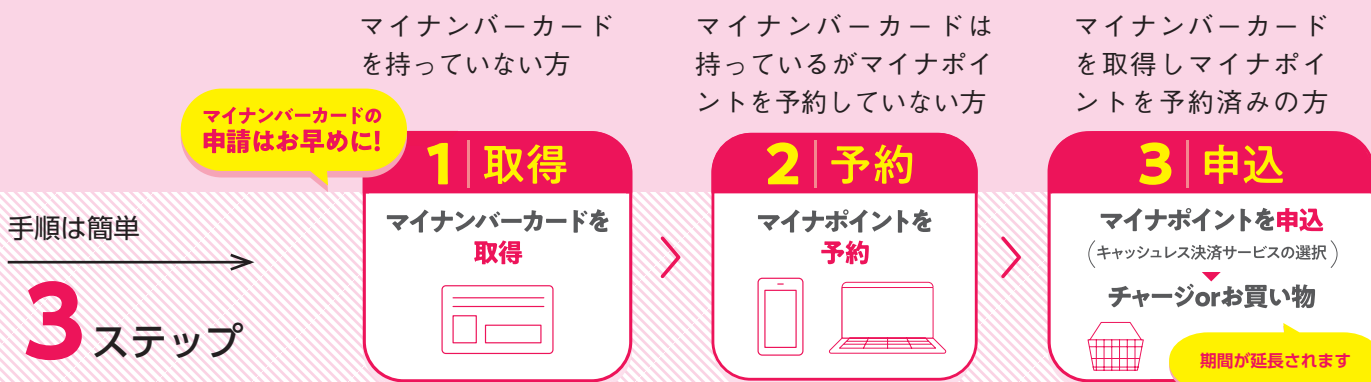 マイナンバーカード
を持っていない方
マイナンバーカードは
持っているがマイナポイ
ントを予約していない方
マイナンバーカード
を取得しマイナポイ
ントを予約済みの方
マイナンバーカードの
申請はお早めに!
手順は簡単
3ステップ
1 取得
マイナンバーカードを
取得
2 予約
マイナポイントを
予約
3 申込
マイナポイントを申込
(キャッシュレス決済サービスの選択)
チャージorお買い物
期間が延長されます